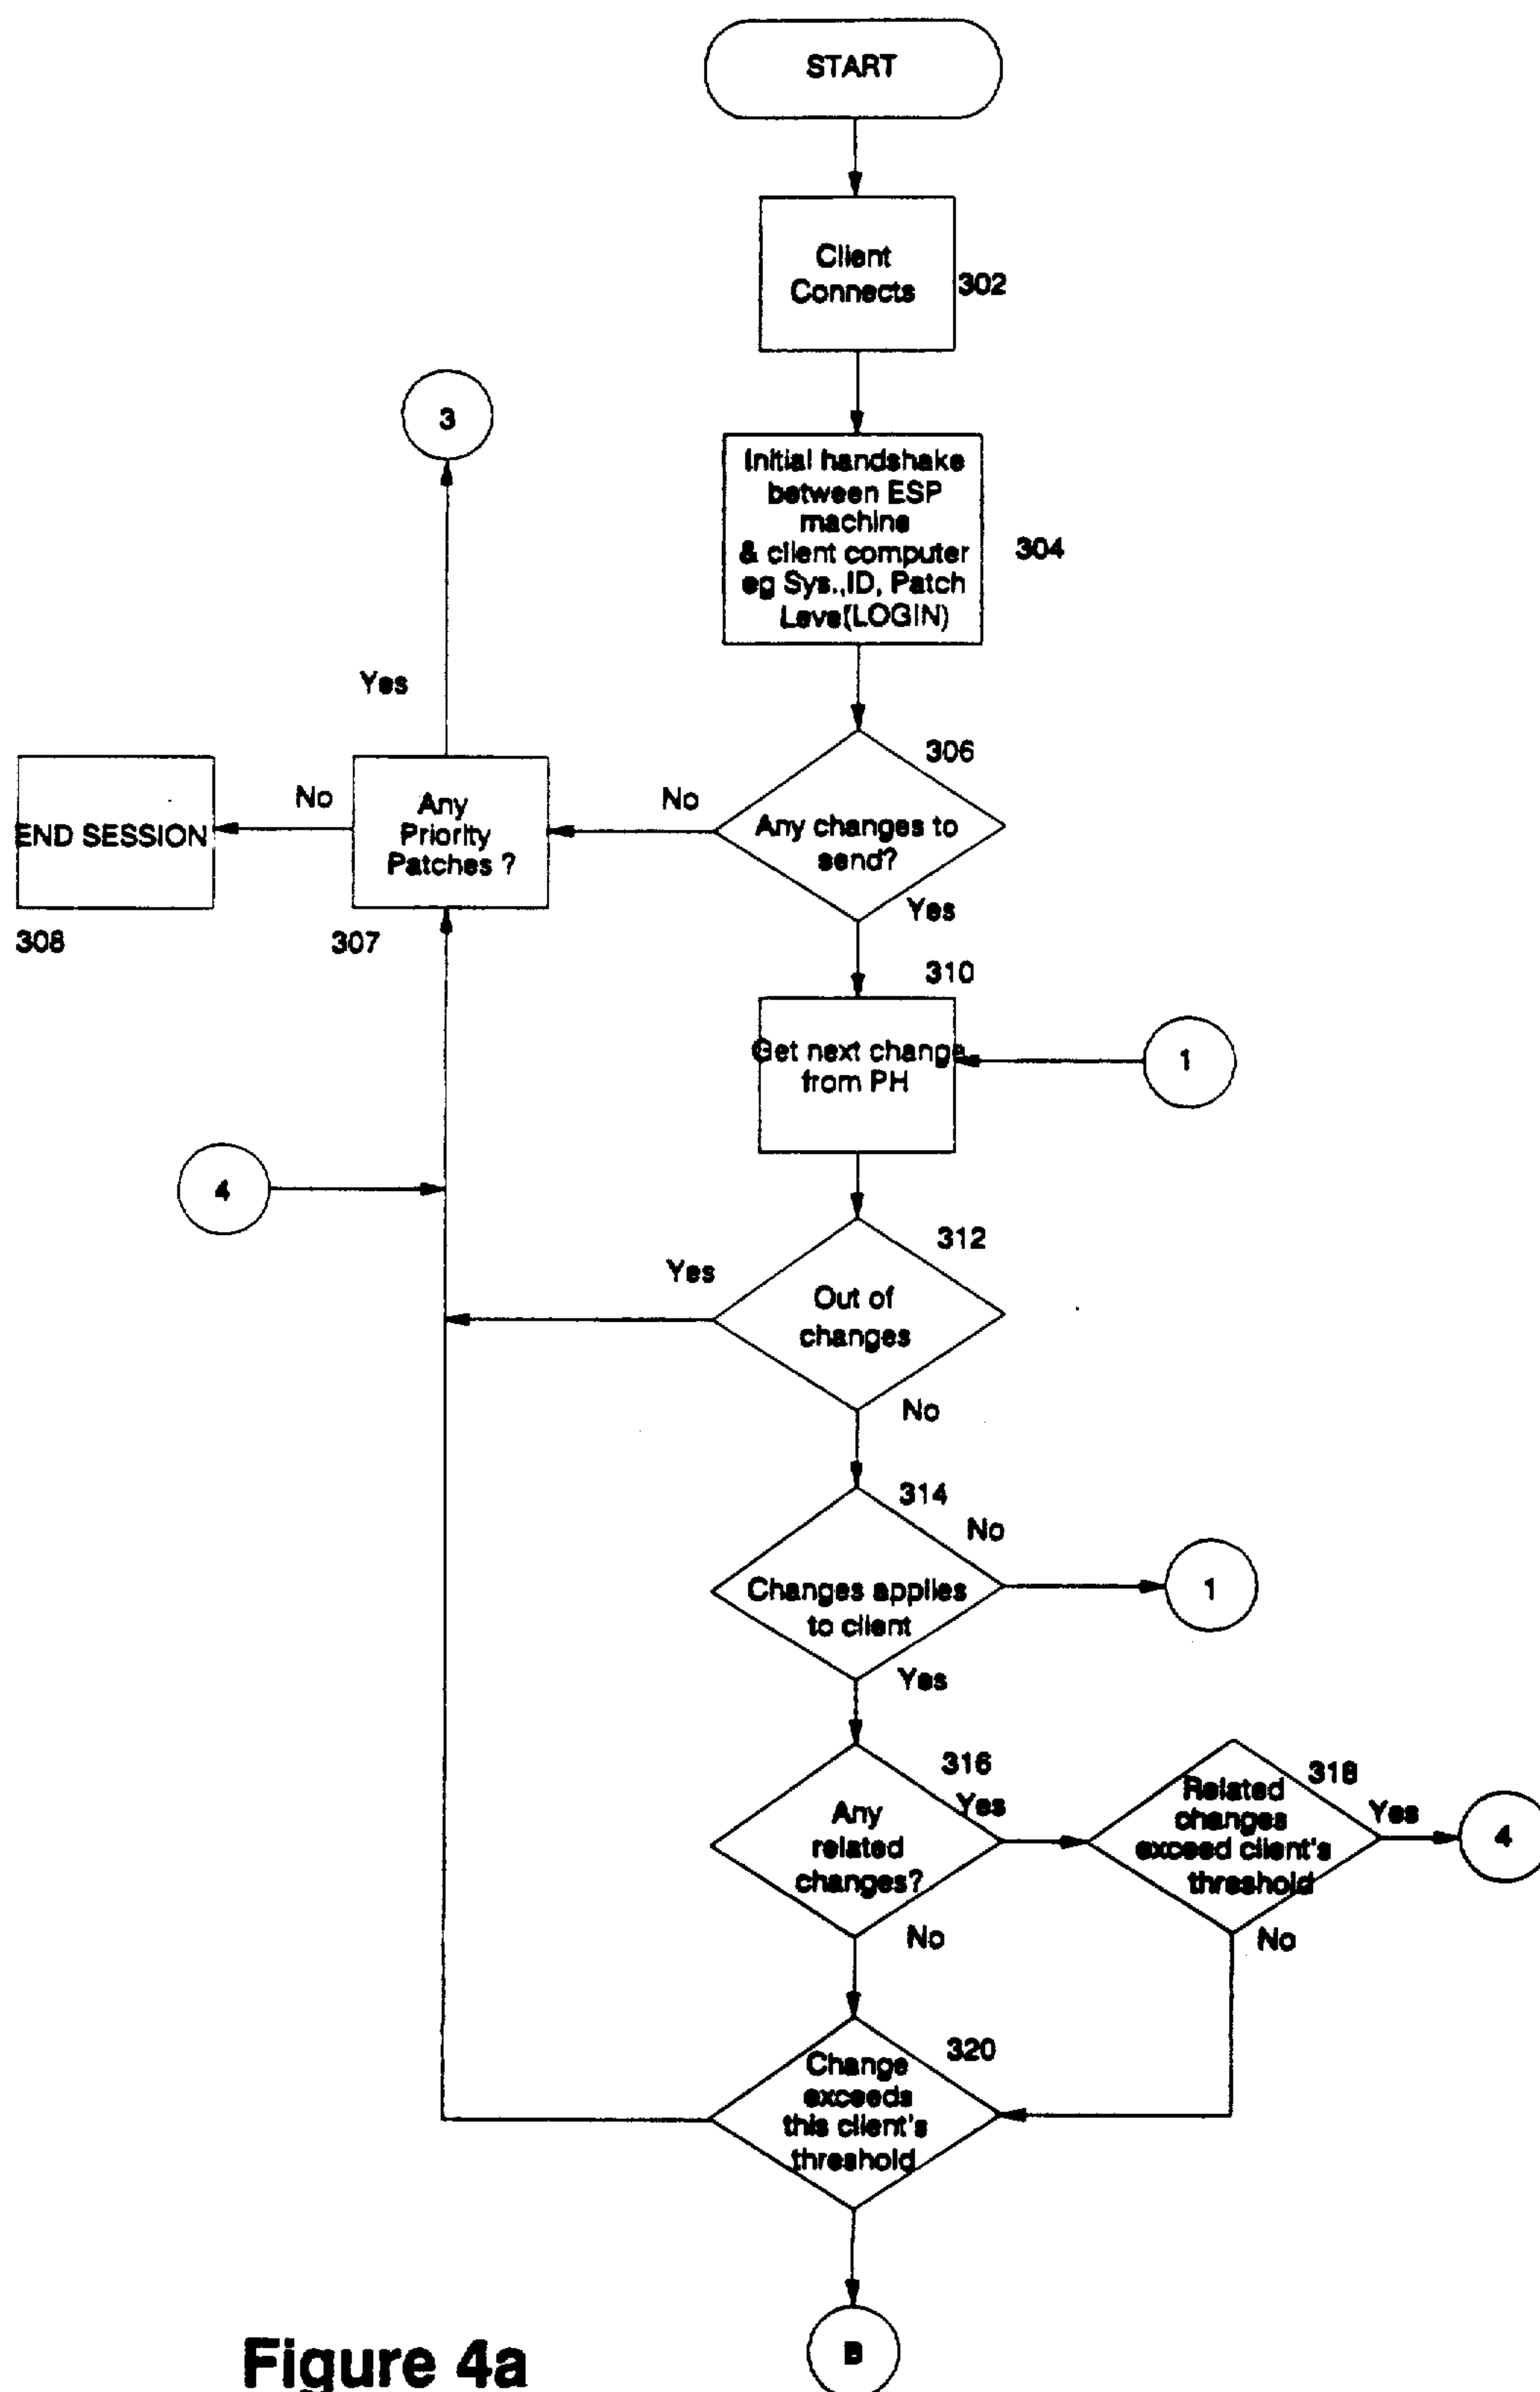 START
Client
Connects
302
3
Initial handshake
between ESP
machine
& client computer
eg Sys.,ID, Patch
Level(LOGIN)
304
Yes
306
END SESSION
No
Any
Priority
Patches ?
No
Any changes to
send?
308
307
Yes
310
Get next change
from PH
1
4
312
Yes
Out of
changes
No
314
No
Changes applies
to client
1
Yes
316
Yes
Any
related
changes?
318
Related
changes
exceed client's
threshold
Yes
4
No
No
320
Change
exceeds
this client's
threshold
B
Figure 4a